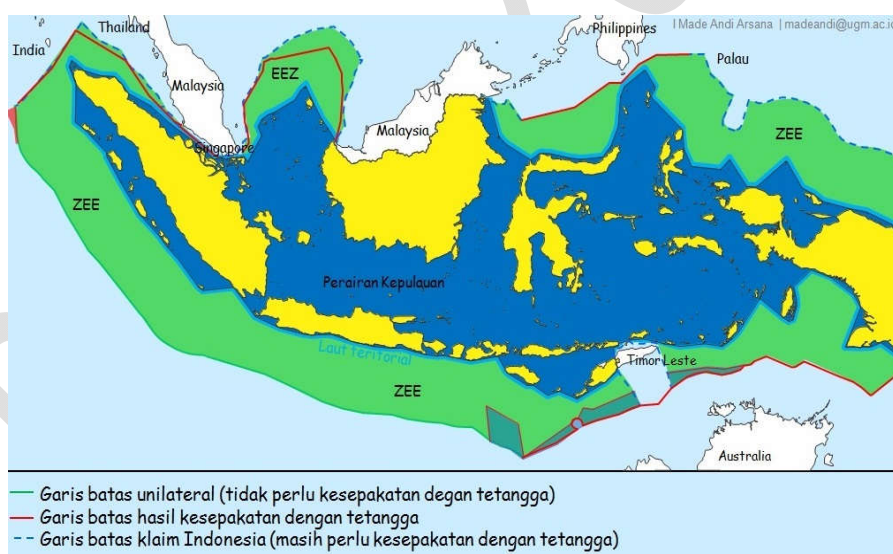 I Made Andi Arsana | madeandi@ugm.ac.id
Thailand
Philippines
India
Palau
EEZ
Malaysia
Malaysia
ZEE
Singapore
ZEE
Perairan Kepulauan
Laut teritorial
Timor Leste
ZEE
Australia
Garis batas unilateral (tidak perlu kesepakatan degan tetangga)
Garis batas hasil kesepakatan dengan tetangga
Garis batas klaim Indonesia (masih perlu kesepakatan dengan tetangga)